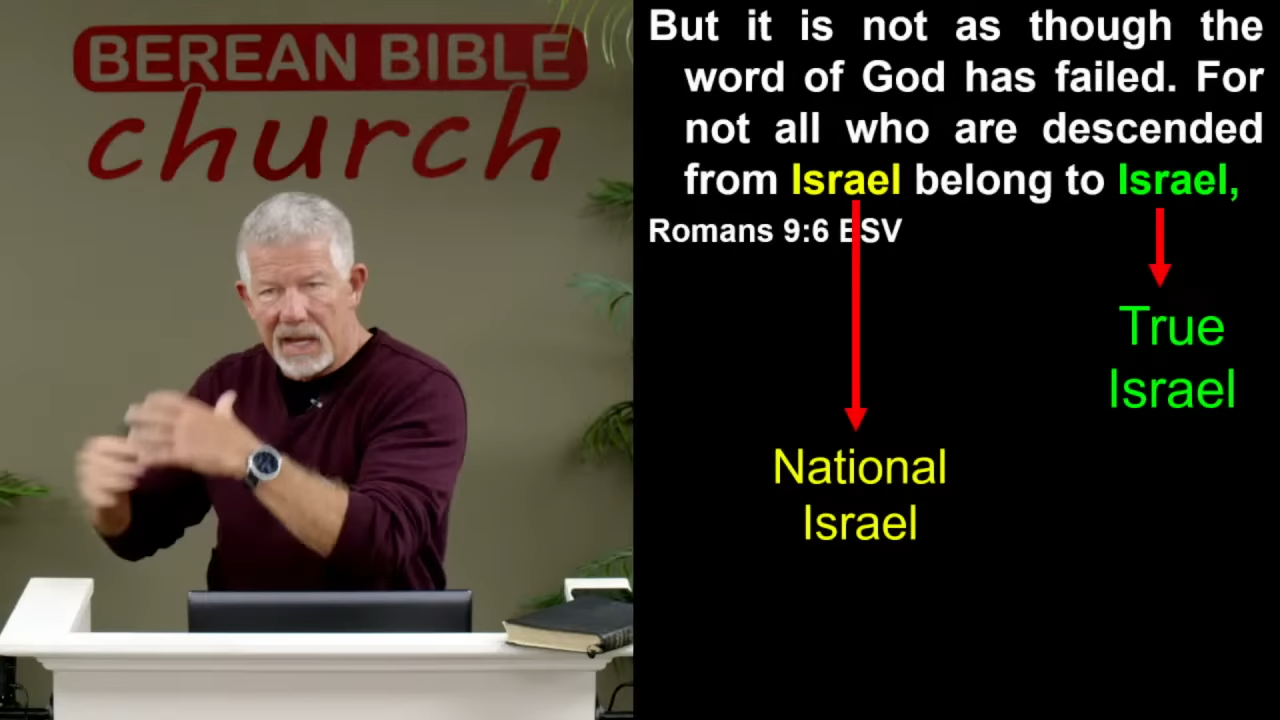 BEREAN BIBLE
church
But it is not as though the
word of God has failed. For
not all who are descended
from Israel belong to Israel,
Romans 9:6 ESV
True
Israel
National
Israel